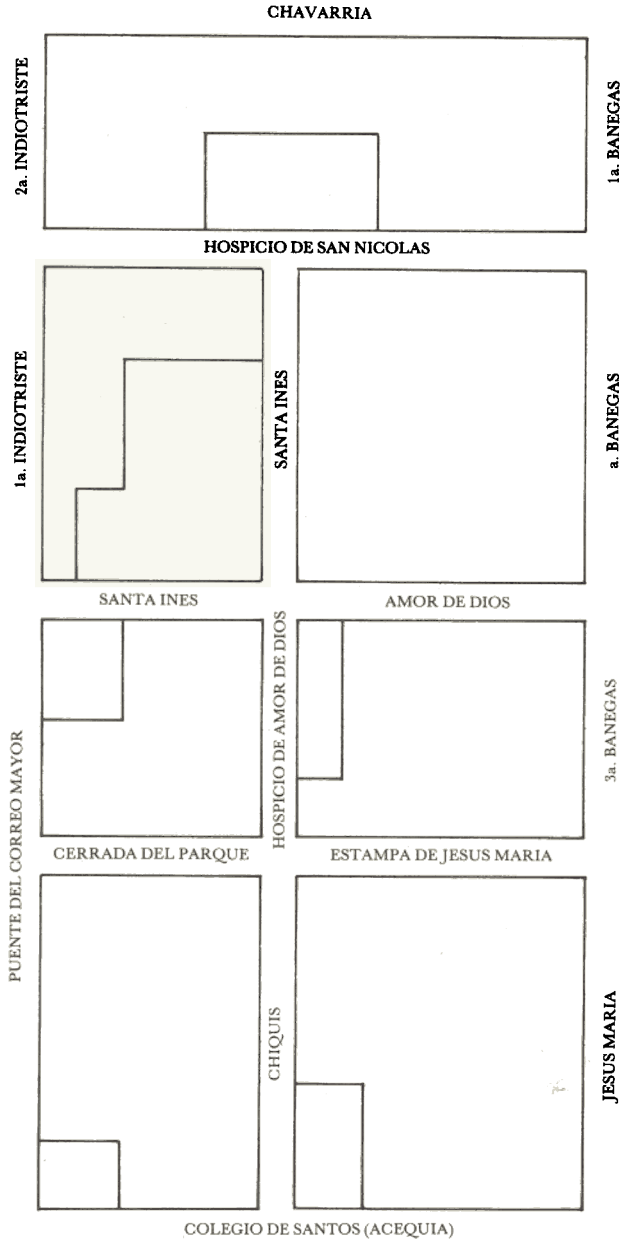 CHAVARRIA
2a. INDIOTRISTE
1a. BANEGAS
HOSPICIO DE SAN NICOLAS
1a. INDIOTRISTE
SANTA INES
a. BANEGAS
SANTA INES
AMOR DE DIOS
PUENTE DEL CORREO MAYOR
HOSPICIO DE AMOR DE DIOS
3a. BANEGAS
CERRADA DEL PARQUE
ESTAMPA DE JESUS MARIA
CHIQUIS
JESUS MARIA
COLEGIO DE SANTOS (ACEQUIA)